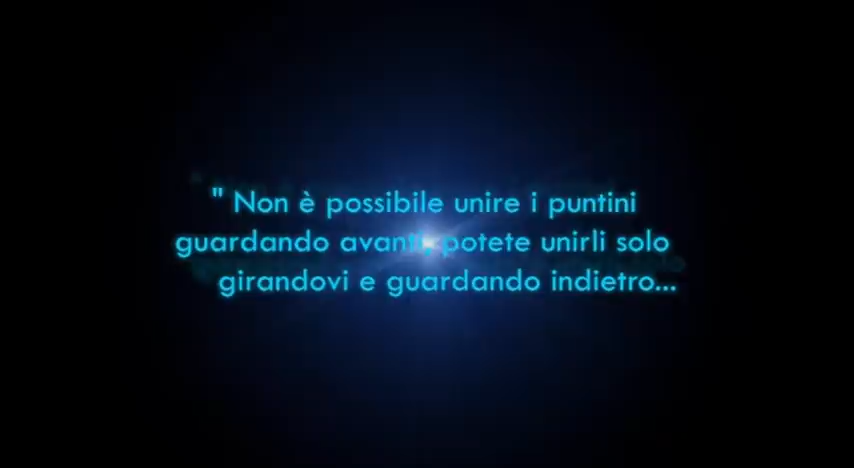 " Non è possibile unire i puntini
guardando avanti, potete unirli solo
girandovi e guardando indietro...